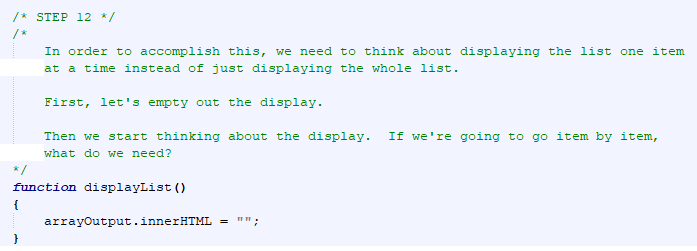 /* STEP 12 */
/*
In order to accomplish this, we need to think about displaying the list one item
at a time instead of just displaying the whole list.
First, let's empty out the display.
Then we start thinking about the display.  If we're going to go item by item,
what do we need?
*/
function displayList()
{
arrayOutput.innerHTML = "";
}